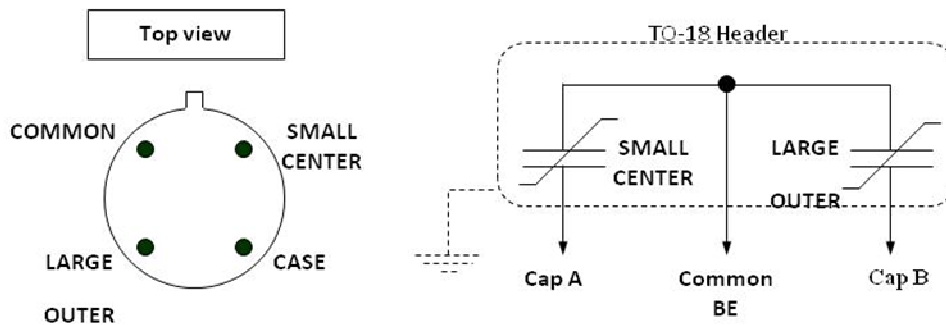 Top view
COMMON
SMALL
CENTER
LARGE
OUTER
CASE
TO-18 Header
SMALL
CENTER
LARGE
OUTER
Cap A
Common
BE
Cap B